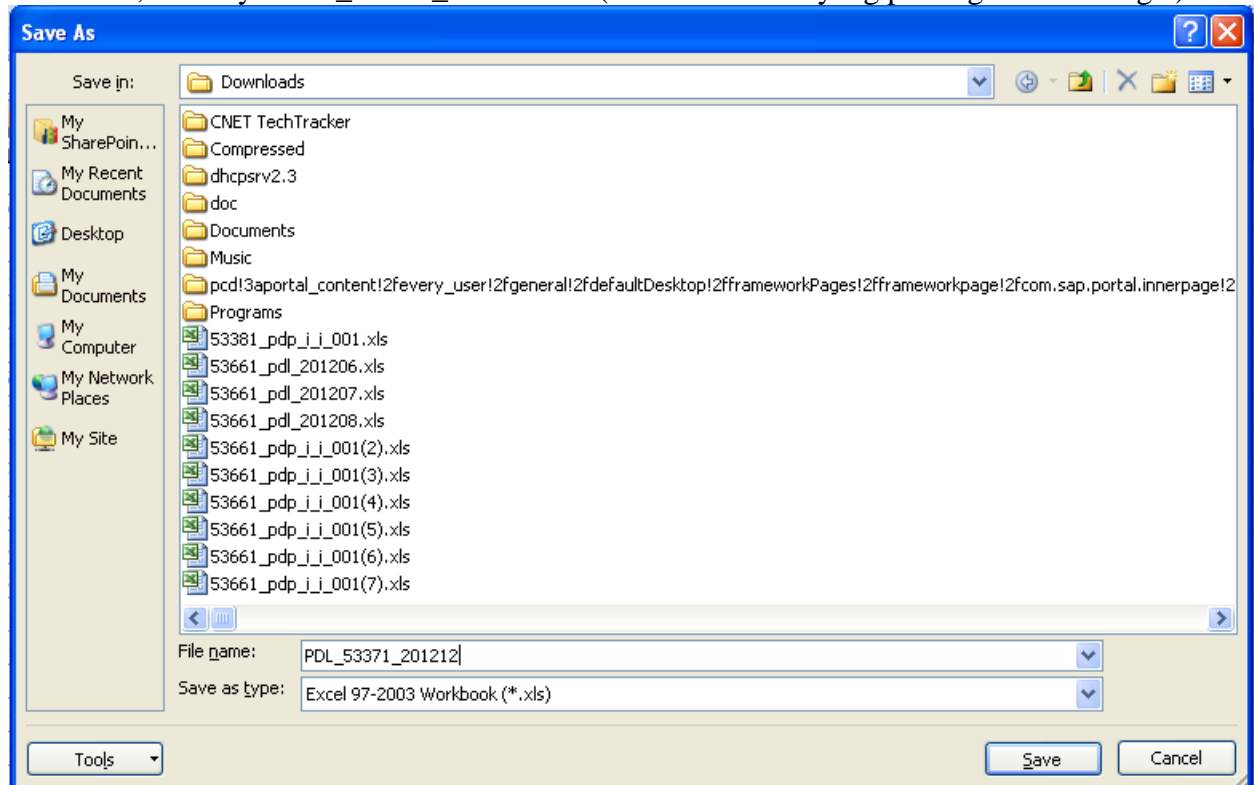 Save As
Save in:
Downloads
My SharePoin...
My Recent Documents
Desktop
My Documents
My Computer
My Network Places
My Site
CNET TechTracker
Compressed
dhcpsrv2.3
doc
Documents
Music
pcd!3aportal_content!2fevery_user!2fgeneral!2fdefaultDesktop!2fframeworkPages!2fframeworkpage!2fcom.sap.portal.innerpage!2
Programs
53381_pdp_i_i_001.xls
53661_pdl_201206.xls
53661_pdl_201207.xls
53661_pdl_201208.xls
53661_pdp_i_i_001(2).xls
53661_pdp_i_i_001(3).xls
53661_pdp_i_i_001(4).xls
53661_pdp_i_i_001(5).xls
53661_pdp_i_i_001(6).xls
53661_pdp_i_i_001(7).xls
File name:
PDL_53371_201212
Save as type:
Excel 97-2003 Workbook (*.xls)
Tools
Save
Cancel